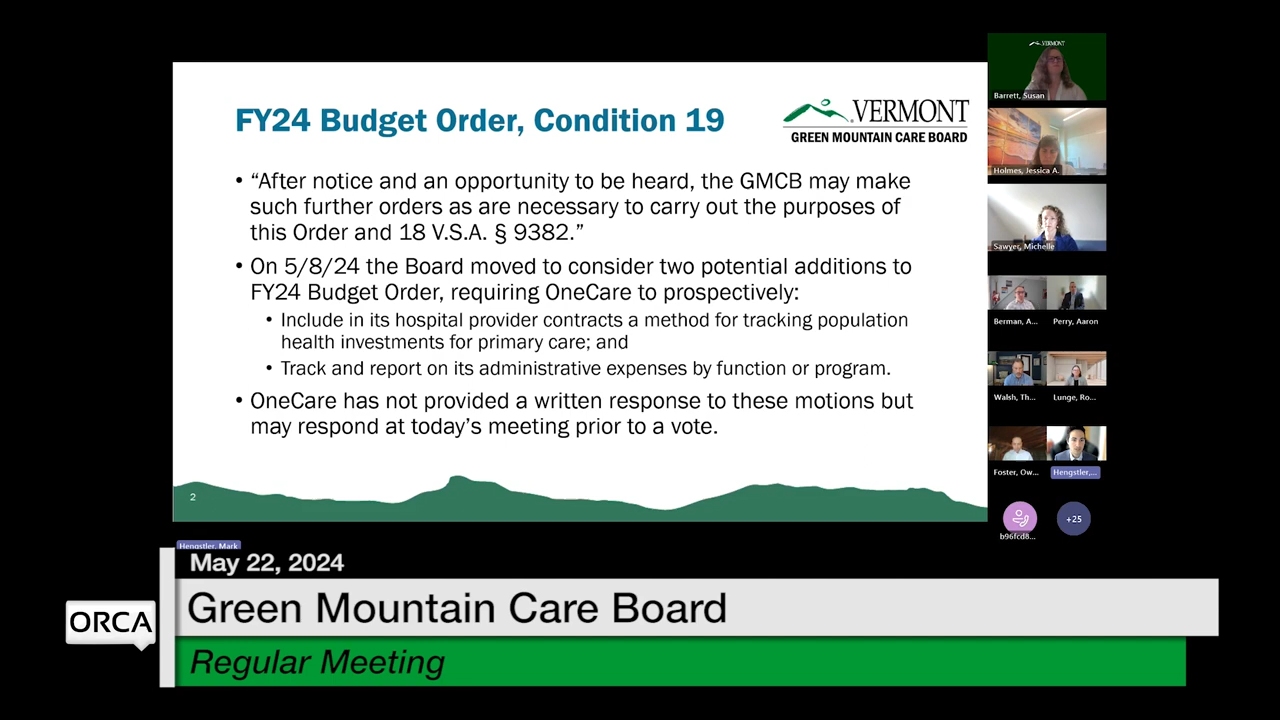 FY24 Budget Order, Condition 19
VERMONT
GREEN MOUNTAIN CARE BOARD
• “After notice and an opportunity to be heard, the GMCB may make
such further orders as are necessary to carry out the purposes of
this Order and 18 V.S.A. § 9382.”
• On 5/8/24 the Board moved to consider two potential additions to
FY24 Budget Order, requiring OneCare to prospectively:
• Include in its hospital provider contracts a method for tracking population
health investments for primary care; and
• Track and report on its administrative expenses by function or program.
• OneCare has not provided a written response to these motions but
may respond at today’s meeting prior to a vote.
2
VERMONT
Barrett, Susan
Holmes, Jessica A.
Sawyer, Michelle
Berman, A...
Perry, Aaron
Walsh, Th...
Lunge, Ro...
Foster, Ow...
Hengstler,...
b96fcd8...
+25
Hengstler, Mark
May 22, 2024
ORCA
Green Mountain Care Board
Regular Meeting